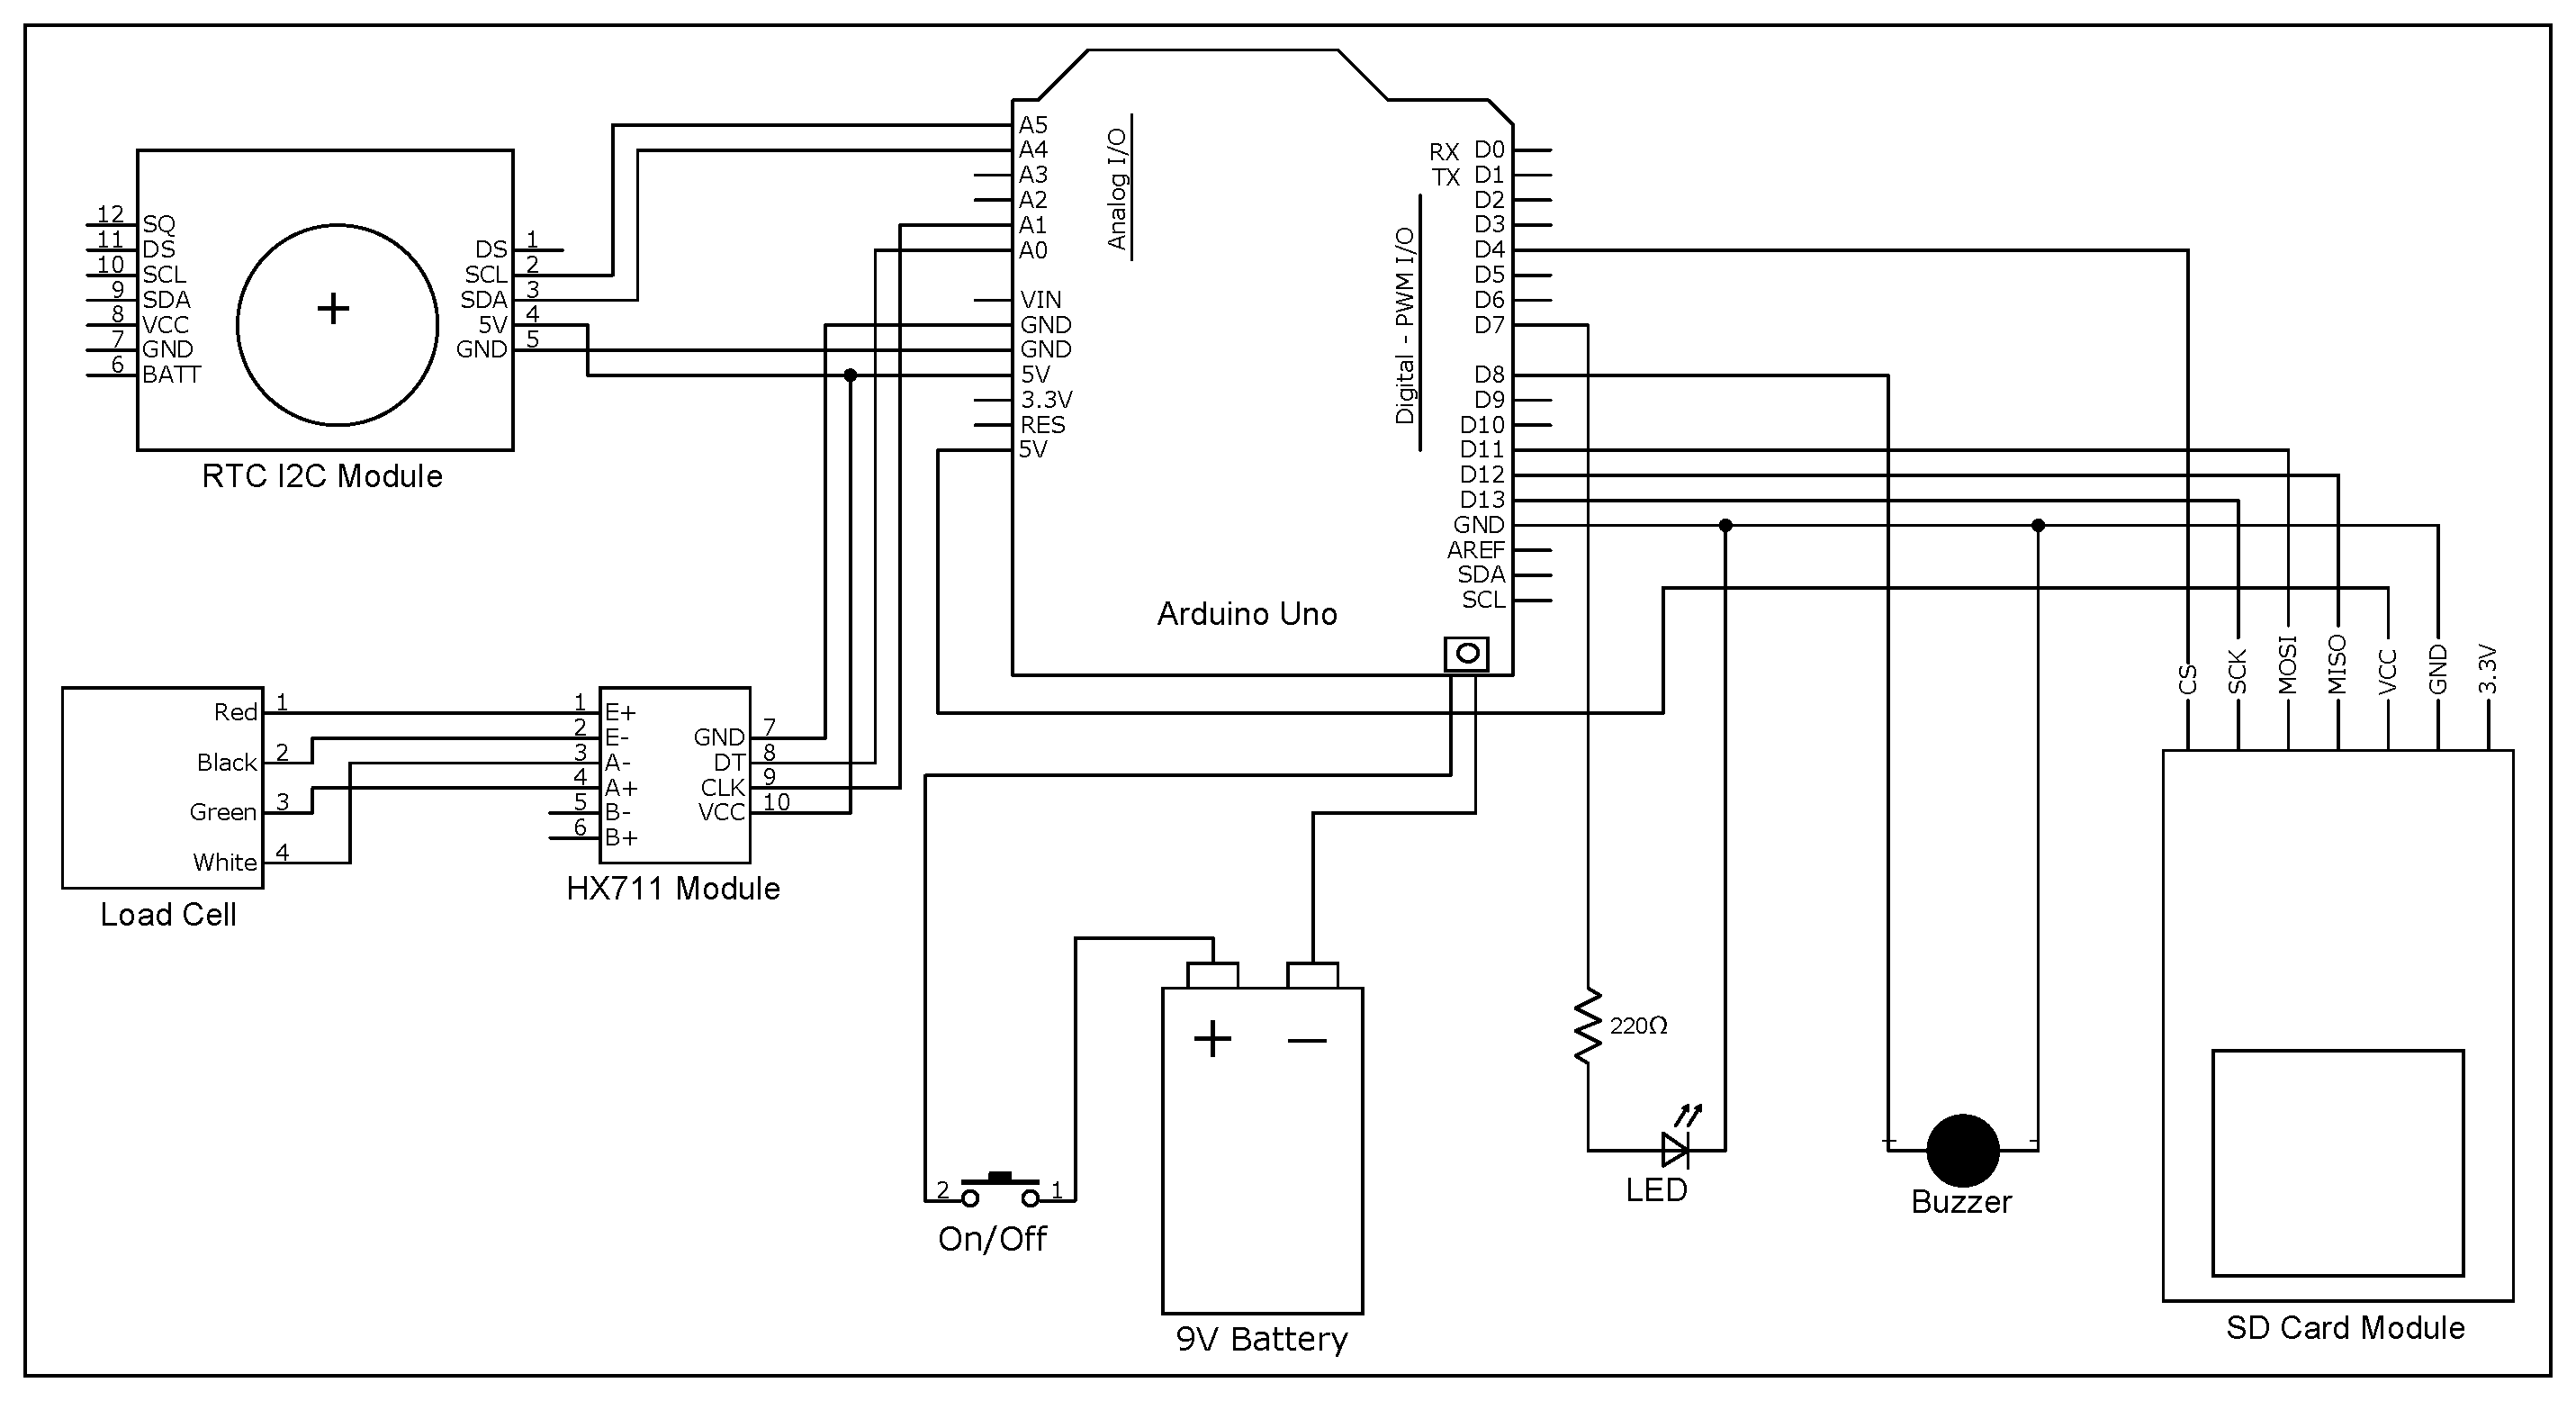 12 SQ
11 DS
10 SCL
9 SDA
8 VCC
7 GND
6 BATT
DS 1
SCL 2
SDA 3
5V 4
GND 5
+
RTC I2C Module
A5
A4
A3
A2
A1
A0
VIN
GND
GND
5V
3.3V
RES
5V
Analog I/O
Digital - PWM I/O
RX D0
TX D1
D2
D3
D4
D5
D6
D7
D8
D9
D10
D11
D12
D13
GND
AREF
SDA
SCL
Arduino Uno
Red 1
Black 2
Green 3
White 4
Load Cell
1 E+
2 E-
3 A-
4 A+
5 B-
6 B+
GND 7
DT 8
CLK 9
VCC 10
HX711 Module
2 1
On/Off
+ −
9V Battery
220Ω
LED
+ -
Buzzer
CS
SCK
MOSI
MISO
VCC
GND
3.3V
SD Card Module